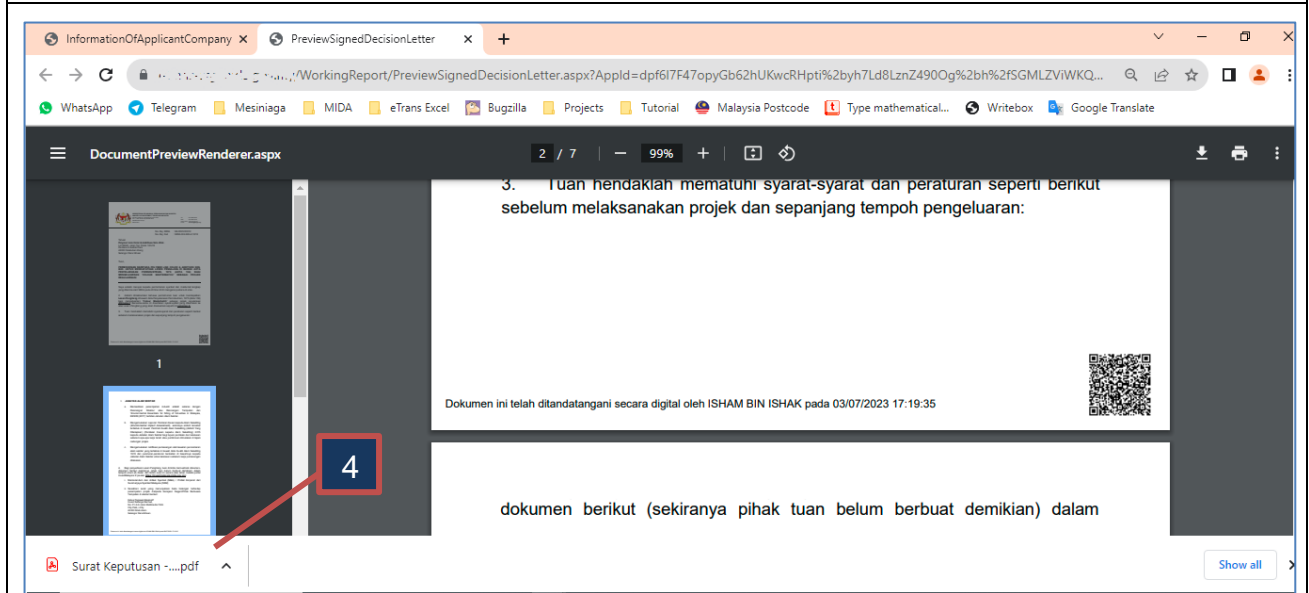 InformationOfApplicantCompany
PreviewSignedDecisionLetter
/WorkingReport/PreviewSignedDecisionLetter.aspx?AppId=dpf6I7F47opyGb62hUKwcRHpti%2byh7Ld8LznZ490Og%2bh%2fSGMLZViWKQ...
WhatsApp Telegram Mesiniaga MIDA eTrans Excel Bugzilla Projects Tutorial Malaysia Postcode Type mathematical... Writebox Google Translate
DocumentPreviewRenderer.aspx 2 / 7 99%
3. Tuan hendaklah mematuhi syarat-syarat dan peraturan seperti berikut
sebelum melaksanakan projek dan sepanjang tempoh pengeluaran:
1
Dokumen ini telah ditandatangani secara digital oleh ISHAM BIN ISHAK pada 03/07/2023 17:19:35
4
dokumen berikut (sekiranya pihak tuan belum berbuat demikian) dalam
Surat Keputusan -....pdf
Show all